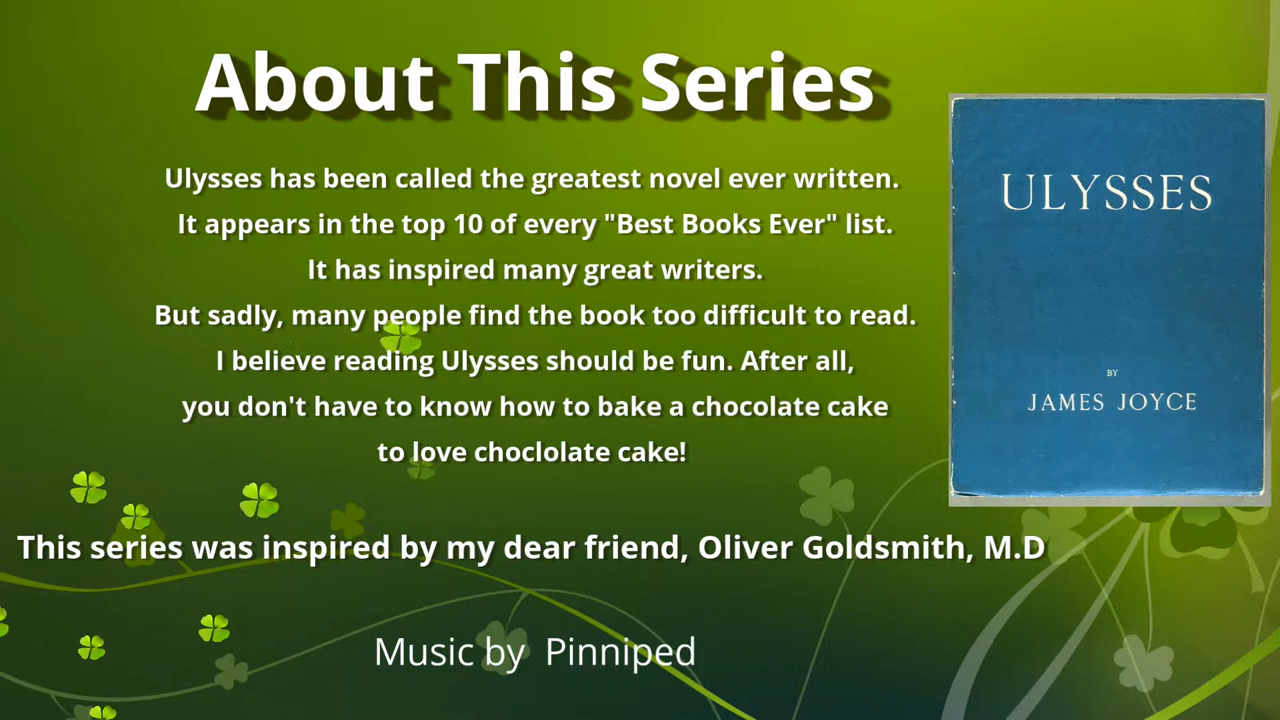 About This Series
Ulysses has been called the greatest novel ever written.
It appears in the top 10 of every "Best Books Ever" list.
It has inspired many great writers.
But sadly, many people find the book too difficult to read.
I believe reading Ulysses should be fun. After all,
you don't have to know how to bake a chocolate cake
to love choclolate cake!
This series was inspired by my dear friend, Oliver Goldsmith, M.D
Music by  Pinniped
ULYSSES
BY
JAMES JOYCE